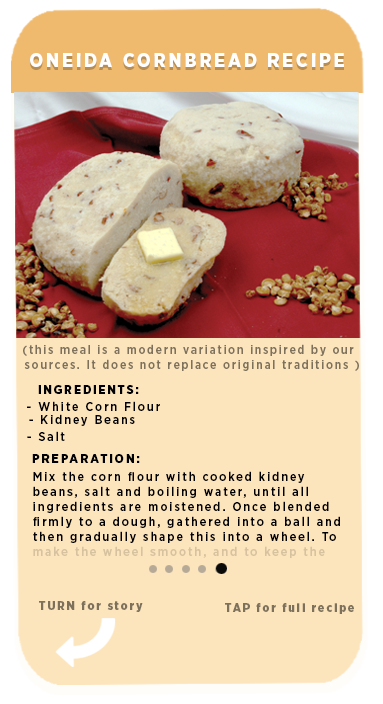 ONEIDA CORNBREAD RECIPE
(this meal is a modern variation inspired by our
sources. It does not replace original traditions )
INGREDIENTS:
- White Corn Flour
- Kidney Beans
- Salt
PREPARATION:
Mix the corn flour with cooked kidney
beans, salt and boiling water, until all
ingredients are moistened. Once blended
firmly to a dough, gathered into a ball and
then gradually shape this into a wheel. To
make the wheel smooth, and to keep the
TURN for story
TAP for full recipe